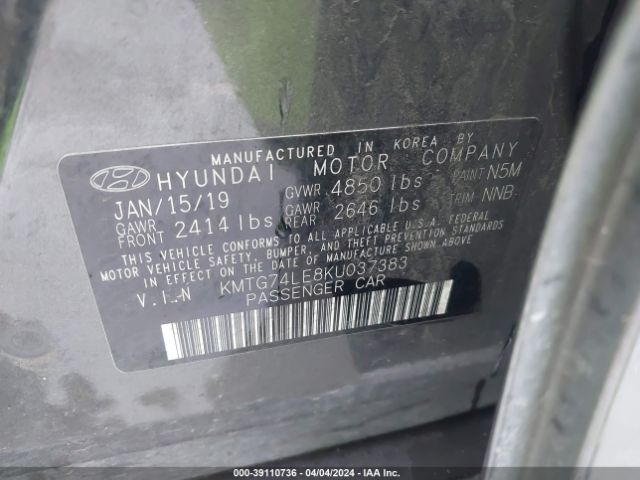 MANUFACTURED IN KOREA BY
HYUNDAI MOTOR COMPANY
JAN/15/19 GVWR 4850 lbs PAINT N5M
GAWR FRONT 2414 lbs GAWR REAR 2646 lbs TRIM NNB
THIS VEHICLE CONFORMS TO ALL APPLICABLE U.S.A. FEDERAL
MOTOR VEHICLE SAFETY, BUMPER, AND THEFT PREVENTION STANDARDS
IN EFFECT ON THE DATE OF MANUFACTURE SHOWN ABOVE.
V.I.N KMTG74LE8KU037383
PASSENGER CAR
000-39110736 - 04/04/2024 - IAA Inc.